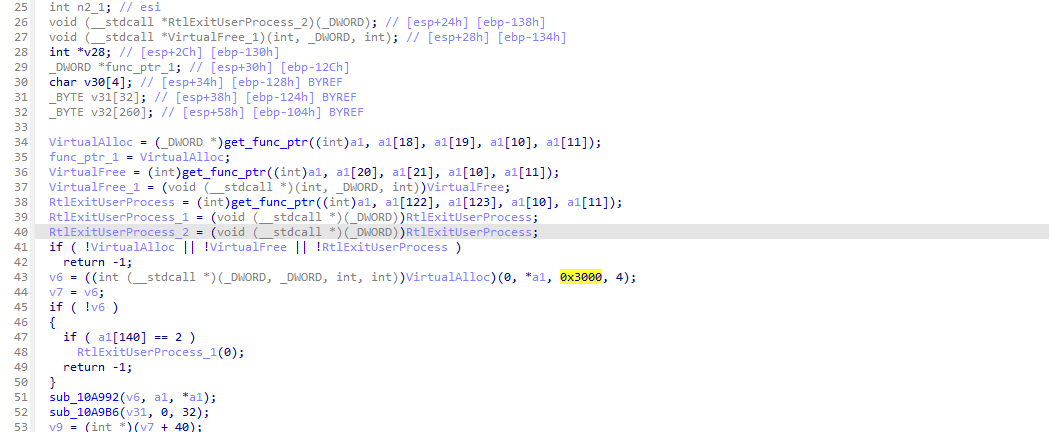 25 int n2_1; // esi
26 void (__stdcall *RtlExitUserProcess_2)(_DWORD); // [esp+24h] [ebp-138h]
27 void (__stdcall *VirtualFree_1)(int, _DWORD, int); // [esp+28h] [ebp-134h]
28 int *v28; // [esp+2Ch] [ebp-130h]
29 _DWORD *func_ptr_1; // [esp+30h] [ebp-12Ch]
30 char v30[4]; // [esp+34h] [ebp-128h] BYREF
31 _BYTE v31[32]; // [esp+38h] [ebp-124h] BYREF
32 _BYTE v32[260]; // [esp+58h] [ebp-104h] BYREF
33
34 VirtualAlloc = (_DWORD *)get_func_ptr((int)a1, a1[18], a1[19], a1[10], a1[11]);
35 func_ptr_1 = VirtualAlloc;
36 VirtualFree = (int)get_func_ptr((int)a1, a1[20], a1[21], a1[10], a1[11]);
37 VirtualFree_1 = (void (__stdcall *)(int, _DWORD, int))VirtualFree;
38 RtlExitUserProcess = (int)get_func_ptr((int)a1, a1[122], a1[123], a1[10], a1[11]);
39 RtlExitUserProcess_1 = (void (__stdcall *)(_DWORD))RtlExitUserProcess;
40 RtlExitUserProcess_2 = (void (__stdcall *)(_DWORD))RtlExitUserProcess;
41 if ( !VirtualAlloc || !VirtualFree || !RtlExitUserProcess )
42 return -1;
43 v6 = ((int (__stdcall *)(_DWORD, _DWORD, int, int))VirtualAlloc)(0, *a1, 0x3000, 4);
44 v7 = v6;
45 if ( !v6 )
46 {
47 if ( a1[140] == 2 )
48 RtlExitUserProcess_1(0);
49 return -1;
50 }
51 sub_10A992(v6, a1, *a1);
52 sub_10A9B6(v31, 0, 32);
53 v9 = (int *)(v7 + 40);